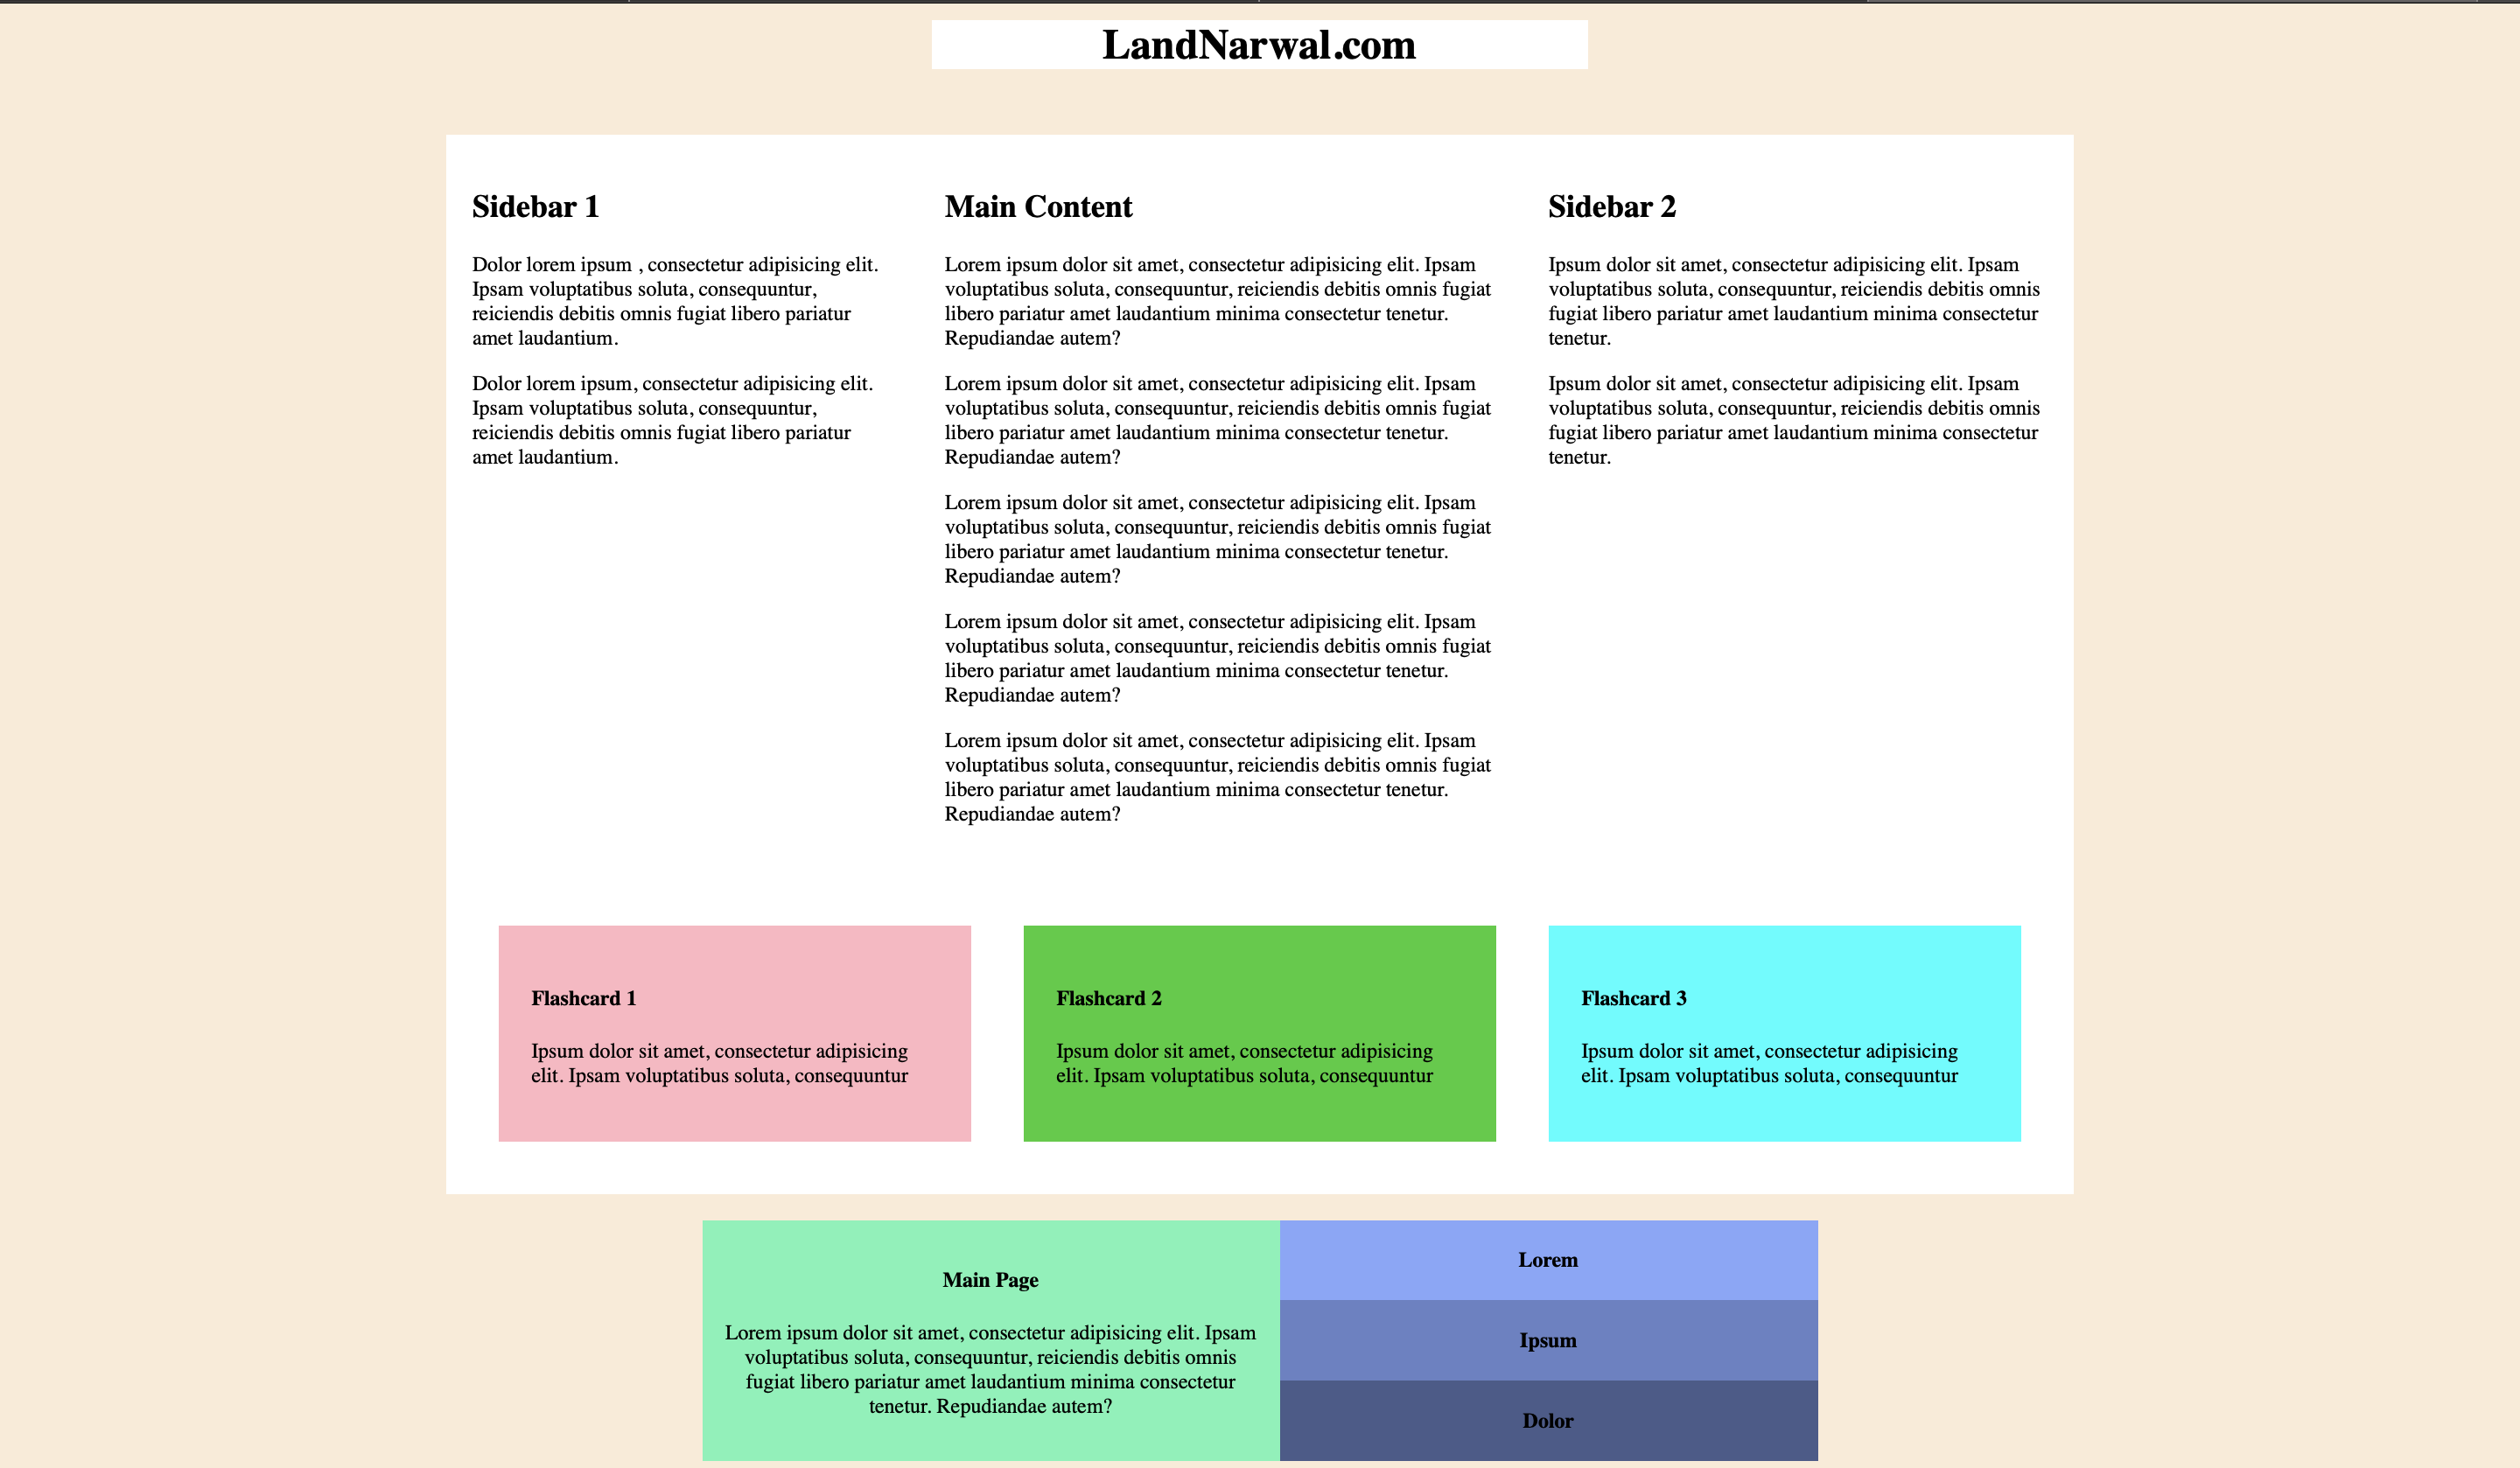 LandNarwal.com
Sidebar 1
Dolor lorem ipsum , consectetur adipisicing elit.
Ipsam voluptatibus soluta, consequuntur,
reiciendis debitis omnis fugiat libero pariatur
amet laudantium.
Dolor lorem ipsum, consectetur adipisicing elit.
Ipsam voluptatibus soluta, consequuntur,
reiciendis debitis omnis fugiat libero pariatur
amet laudantium.
Main Content
Lorem ipsum dolor sit amet, consectetur adipisicing elit. Ipsam
voluptatibus soluta, consequuntur, reiciendis debitis omnis fugiat
libero pariatur amet laudantium minima consectetur tenetur.
Repudiandae autem?
Lorem ipsum dolor sit amet, consectetur adipisicing elit. Ipsam
voluptatibus soluta, consequuntur, reiciendis debitis omnis fugiat
libero pariatur amet laudantium minima consectetur tenetur.
Repudiandae autem?
Lorem ipsum dolor sit amet, consectetur adipisicing elit. Ipsam
voluptatibus soluta, consequuntur, reiciendis debitis omnis fugiat
libero pariatur amet laudantium minima consectetur tenetur.
Repudiandae autem?
Lorem ipsum dolor sit amet, consectetur adipisicing elit. Ipsam
voluptatibus soluta, consequuntur, reiciendis debitis omnis fugiat
libero pariatur amet laudantium minima consectetur tenetur.
Repudiandae autem?
Lorem ipsum dolor sit amet, consectetur adipisicing elit. Ipsam
voluptatibus soluta, consequuntur, reiciendis debitis omnis fugiat
libero pariatur amet laudantium minima consectetur tenetur.
Repudiandae autem?
Sidebar 2
Ipsum dolor sit amet, consectetur adipisicing elit. Ipsam
voluptatibus soluta, consequuntur, reiciendis debitis omnis
fugiat libero pariatur amet laudantium minima consectetur
tenetur.
Ipsum dolor sit amet, consectetur adipisicing elit. Ipsam
voluptatibus soluta, consequuntur, reiciendis debitis omnis
fugiat libero pariatur amet laudantium minima consectetur
tenetur.
Flashcard 1
Ipsum dolor sit amet, consectetur adipisicing
elit. Ipsam voluptatibus soluta, consequuntur
Flashcard 2
Ipsum dolor sit amet, consectetur adipisicing
elit. Ipsam voluptatibus soluta, consequuntur
Flashcard 3
Ipsum dolor sit amet, consectetur adipisicing
elit. Ipsam voluptatibus soluta, consequuntur
Main Page
Lorem ipsum dolor sit amet, consectetur adipisicing elit. Ipsam
voluptatibus soluta, consequuntur, reiciendis debitis omnis
fugiat libero pariatur amet laudantium minima consectetur
tenetur. Repudiandae autem?
Lorem
Ipsum
Dolor